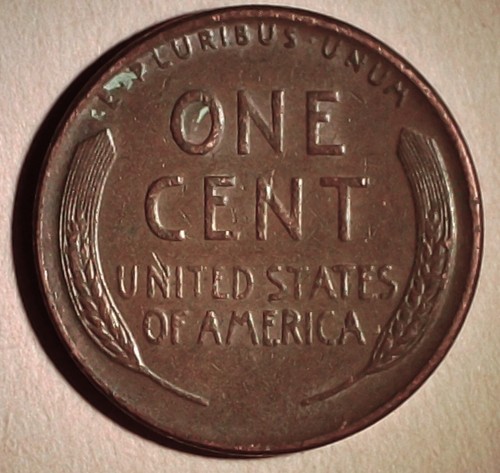 E · PLURIBUS · UNUM
ONE
CENT
UNITED STATES
OF AMERICA